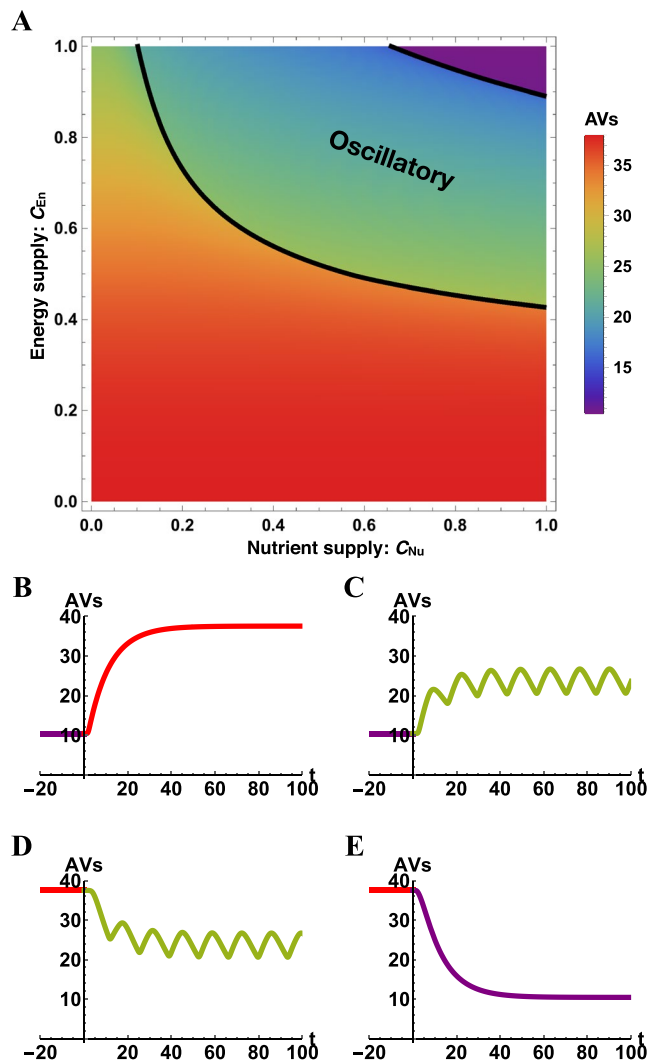 A
Energy supply: C_En
1.0
0.8
0.6
0.4
0.2
0.0
Oscillatory
0.0 0.2 0.4 0.6 0.8 1.0
Nutrient supply: C_Nu
AVs
35
30
25
20
15
B
AVs
40
30
20
10
−20 20 40 60 80 100
t
C
AVs
40
30
20
10
−20 20 40 60 80 100
t
D
AVs
40
30
20
10
−20 20 40 60 80 100
t
E
AVs
40
30
20
10
−20 20 40 60 80 100
t